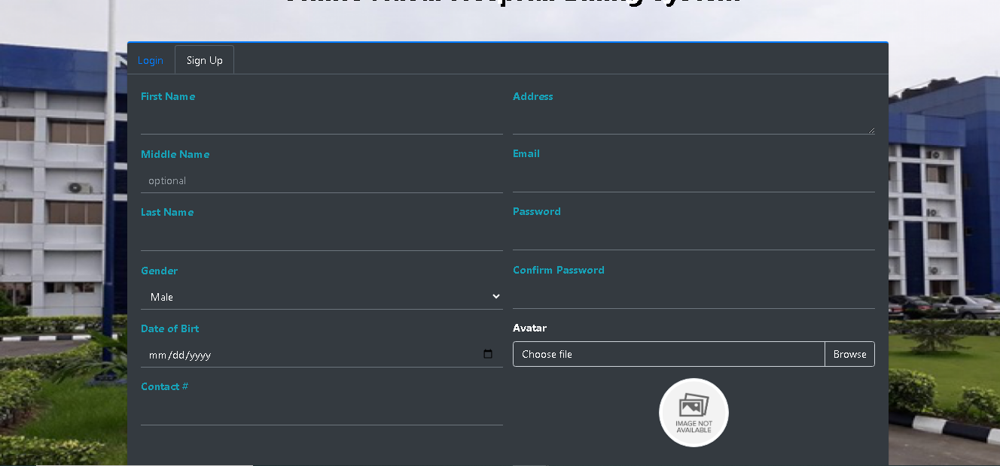 Login
Sign Up
First Name
Address
Middle Name
optional
Email
Last Name
Password
Gender
Male
Confirm Password
Date of Birt
mm/dd/yyyy
Avatar
Choose file
Browse
Contact #
IMAGE NOT
AVAILABLE